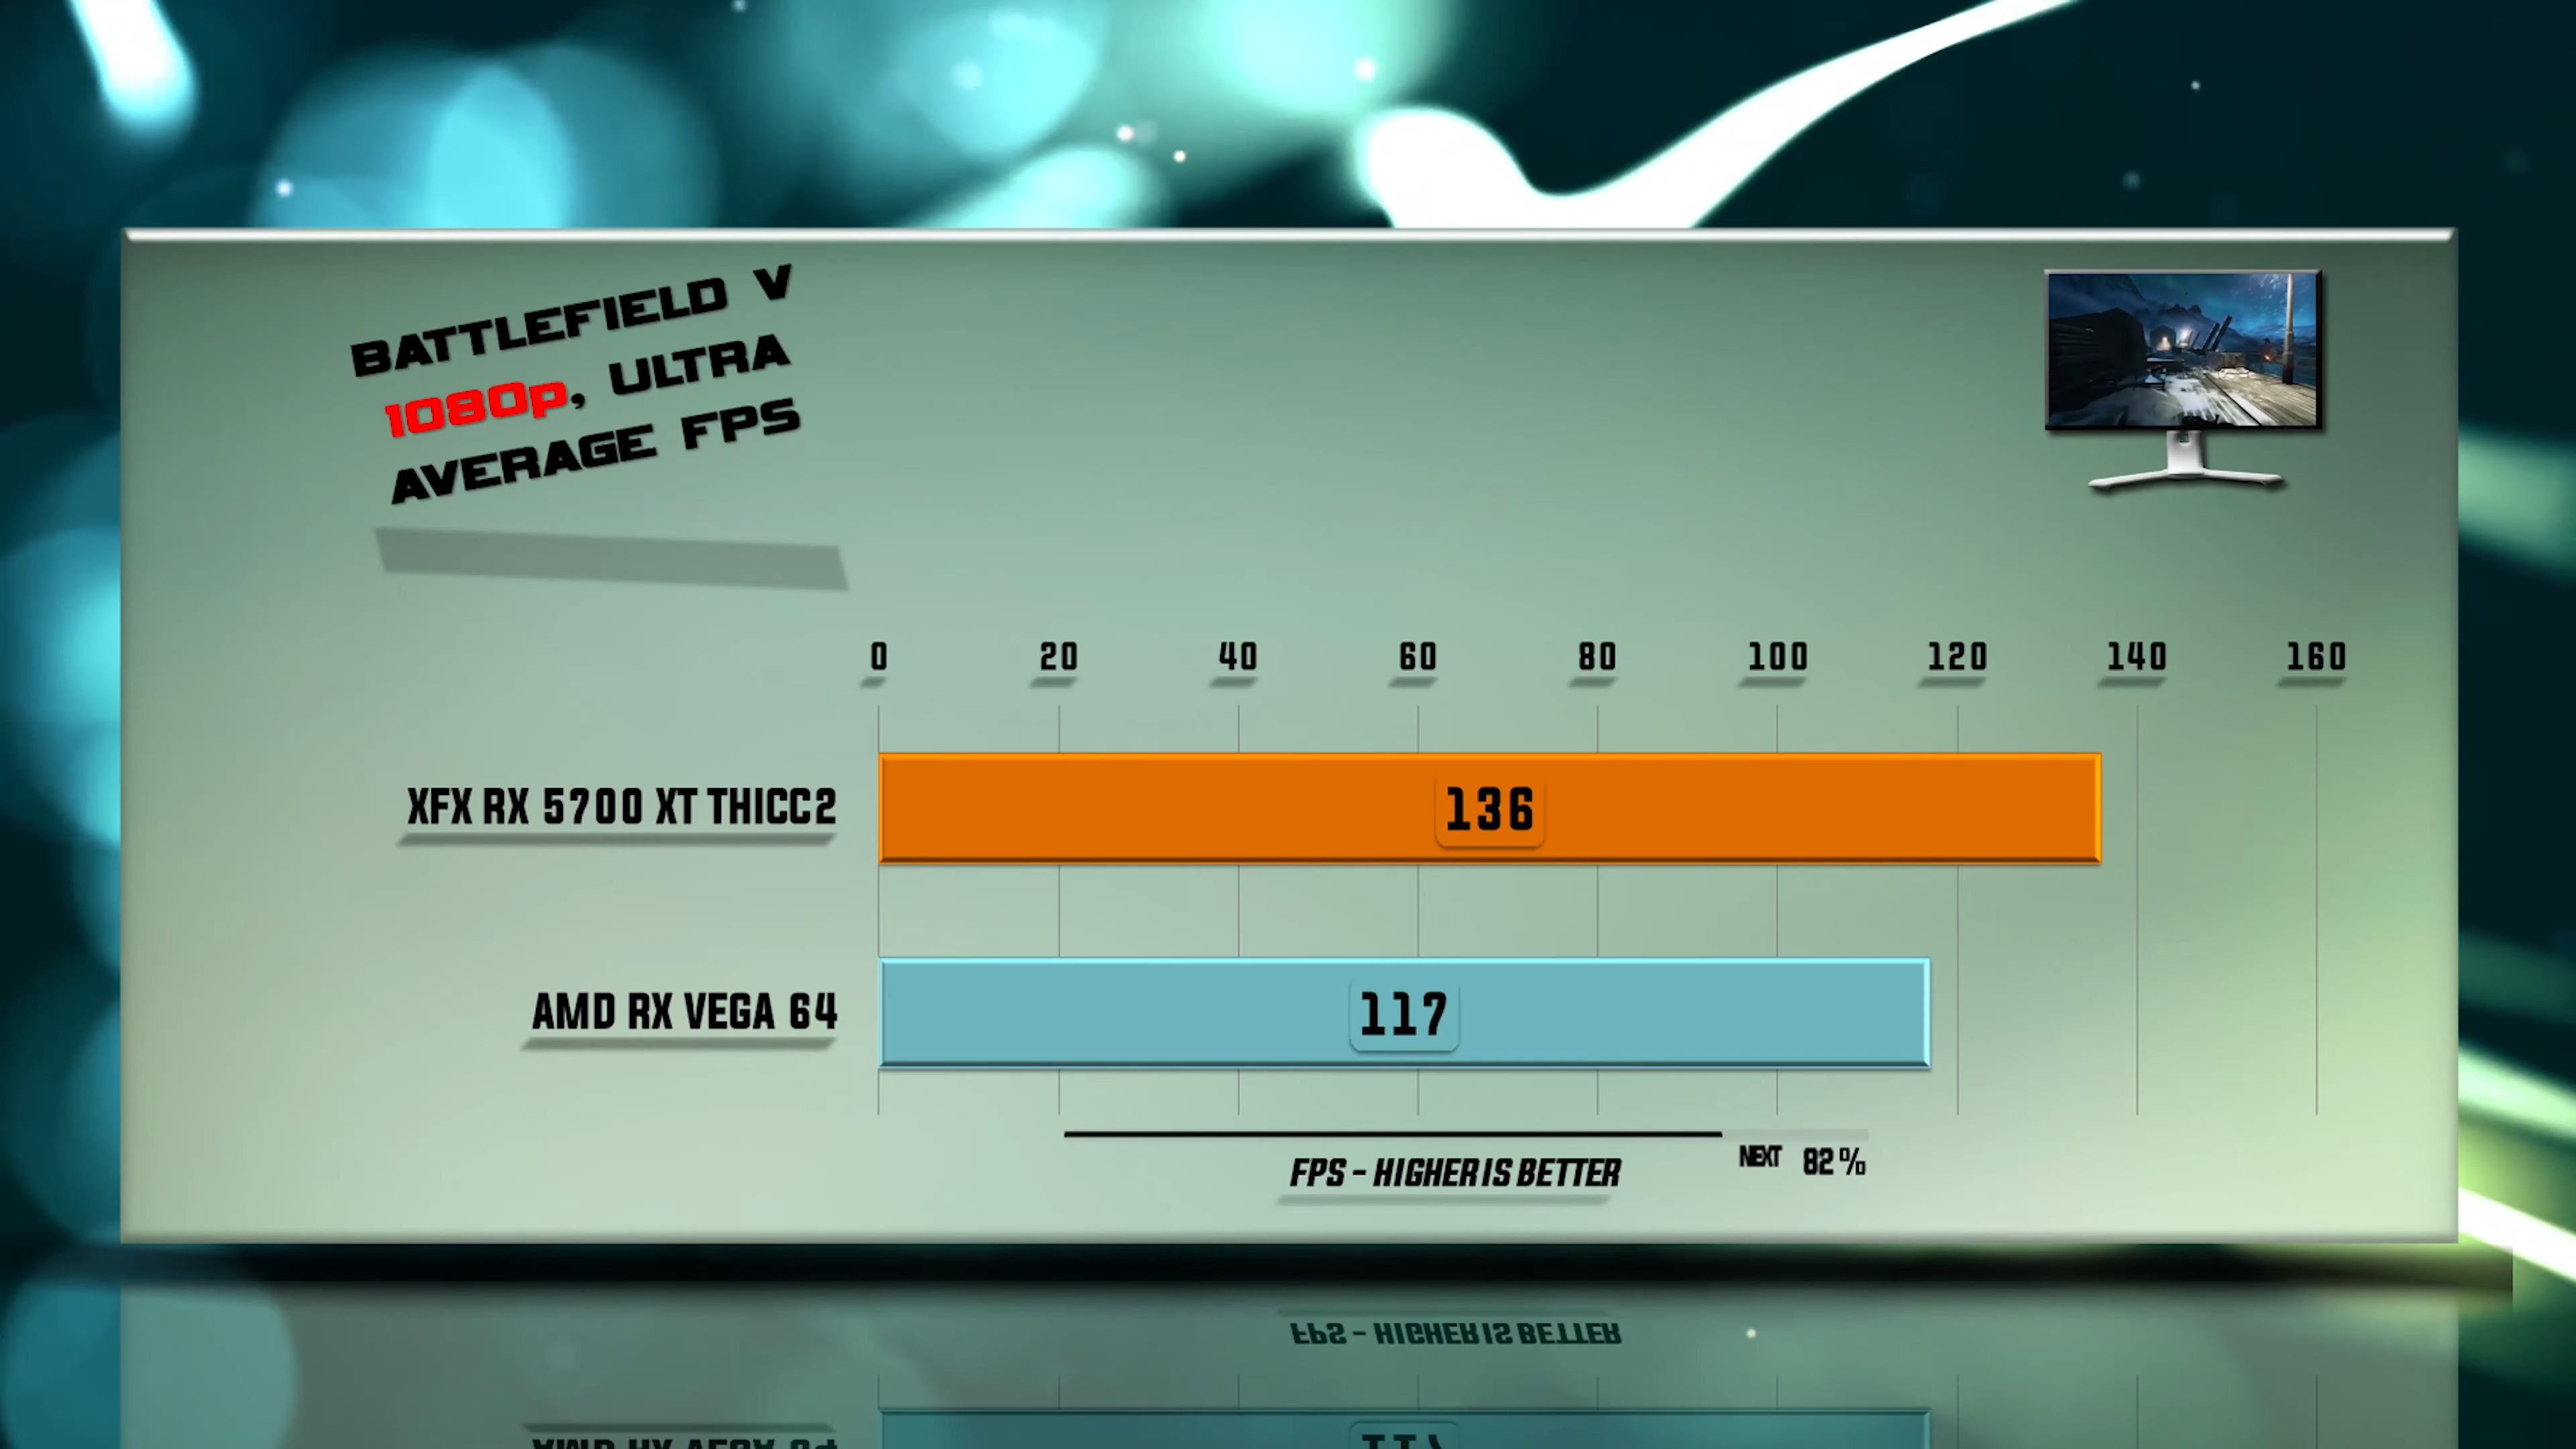 BATTLEFIELD V
1080p, ULTRA
AVERAGE FPS
0 20 40 60 80 100 120 140 160
XFX RX 5700 XT THICC2 136
AMD RX VEGA 64 117
NEXT 82%
FPS - HIGHER IS BETTER